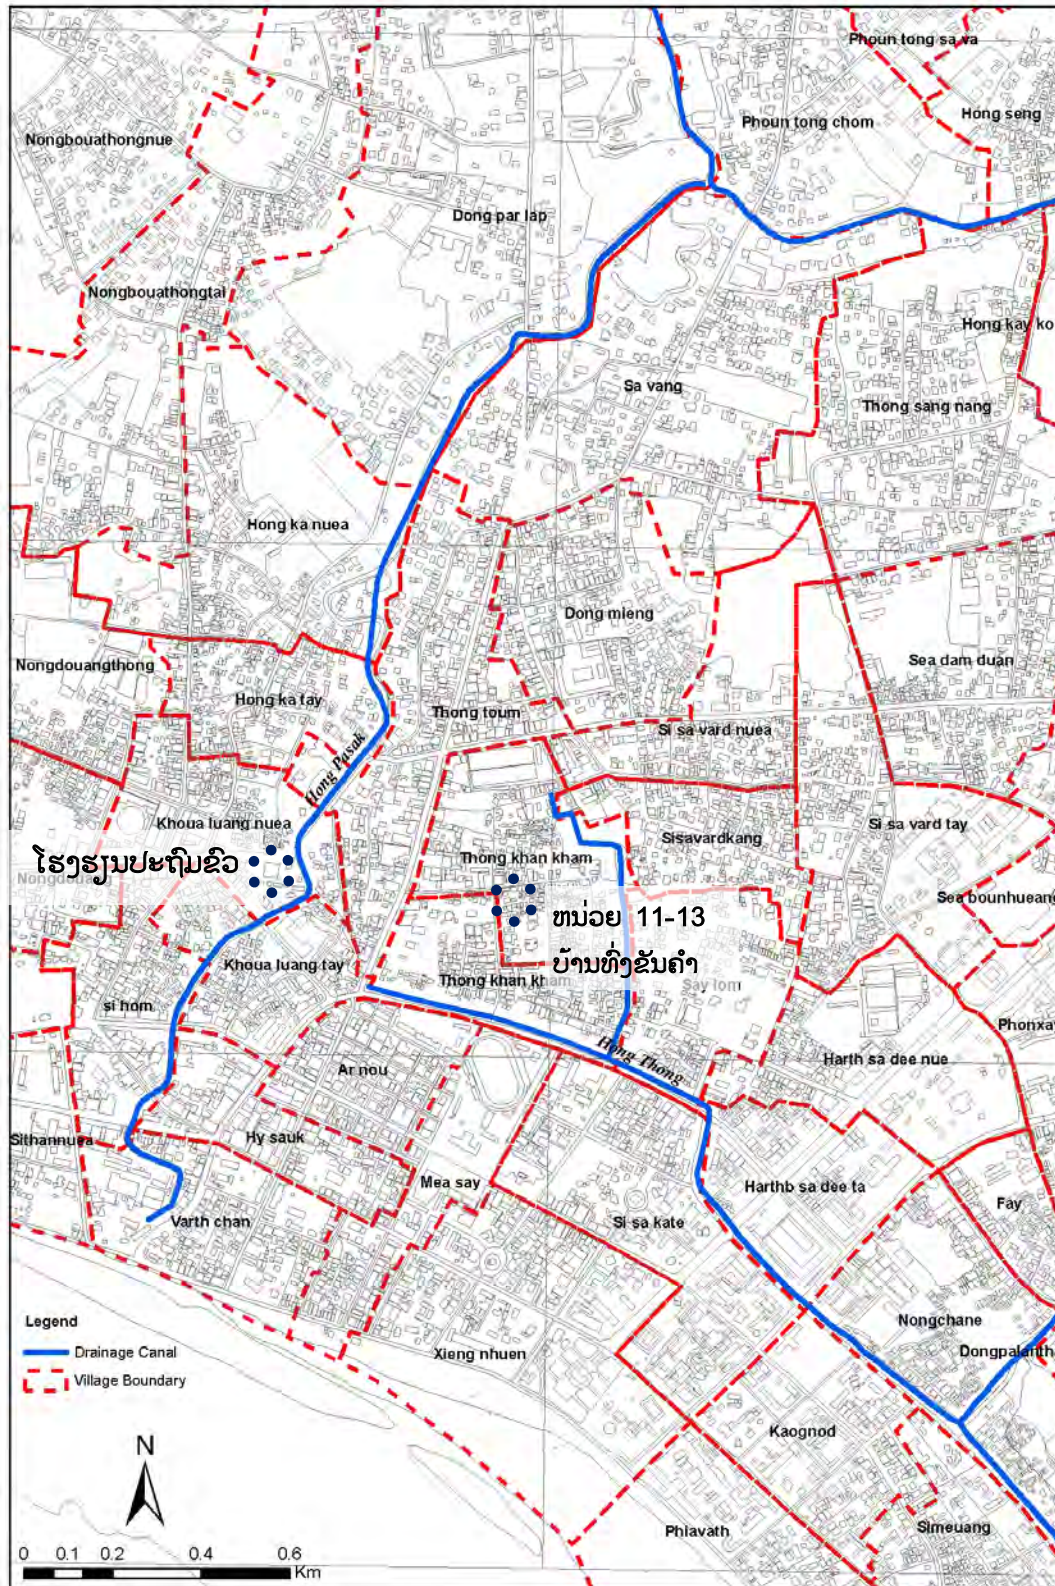 Phoun tong sa va
Hong seng
Phoun tong chom
Nongbouathongnue
Dong par lap
Nongbouathongtai
Hong kay ko
Sa vang
Thong sang nang
Hong ka nuea
Dong mieng
Nongdouangthong
Sea dam duan
Hong ka tay
Thong toum
Si sa vard nuea
Hong Pasak
Khoua luang nuea
Si sa vard tay
Sisavardkang
ໂຮງຮຽນປະຖົມຂົວ
Thong khan kham
Nongdoua
Sea bounhueang
ຫນ່ວຍ 11-13
ບ້ານທົ່ງຂັນຄຳ
Khoua luang tay
Thong khan kham
Say lom
si hom
Phonxa
Hong Thong
Harth sa dee nue
Ar nou
Sithannuea
Hy sauk
Mea say
Harthb sa dee ta
Fay
Varth chan
Si sa kate
Legend
Nongchane
Drainage Canal
Xieng nhuen
Dongpalanth
Village Boundary
Kaognod
N
Phiavath
Simeuang
0 0.1 0.2 0.4 0.6
Km